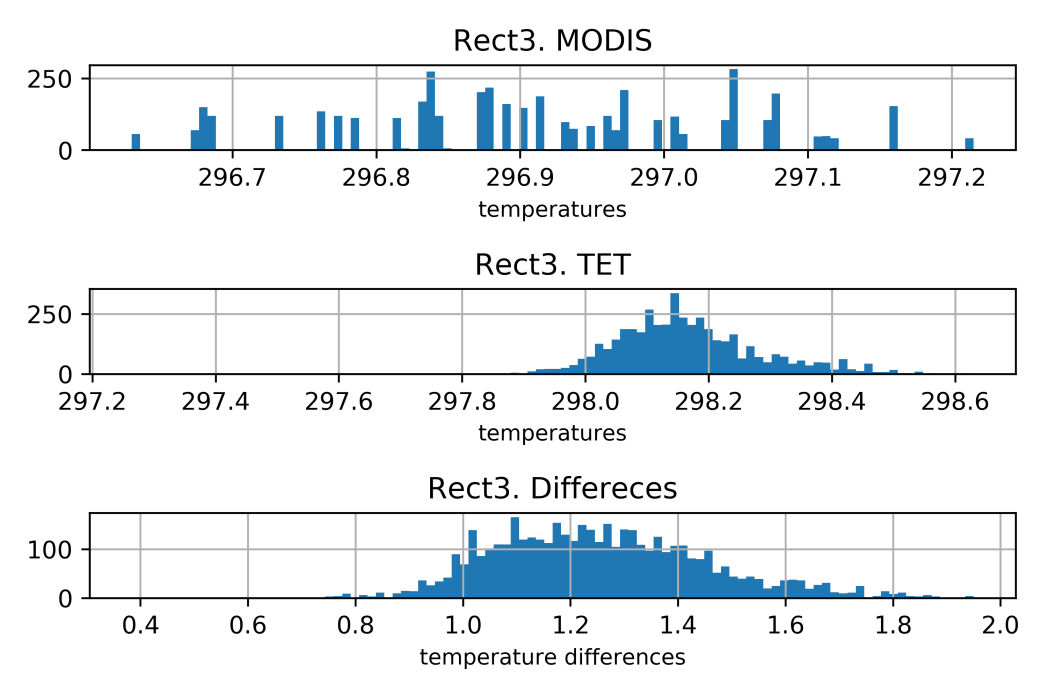 Rect3. MODIS
250
0
296.7 296.8 296.9 297.0 297.1 297.2
temperatures
Rect3. TET
250
0
297.2 297.4 297.6 297.8 298.0 298.2 298.4 298.6
temperatures
Rect3. Differeces
100
0
0.4 0.6 0.8 1.0 1.2 1.4 1.6 1.8 2.0
temperature differences